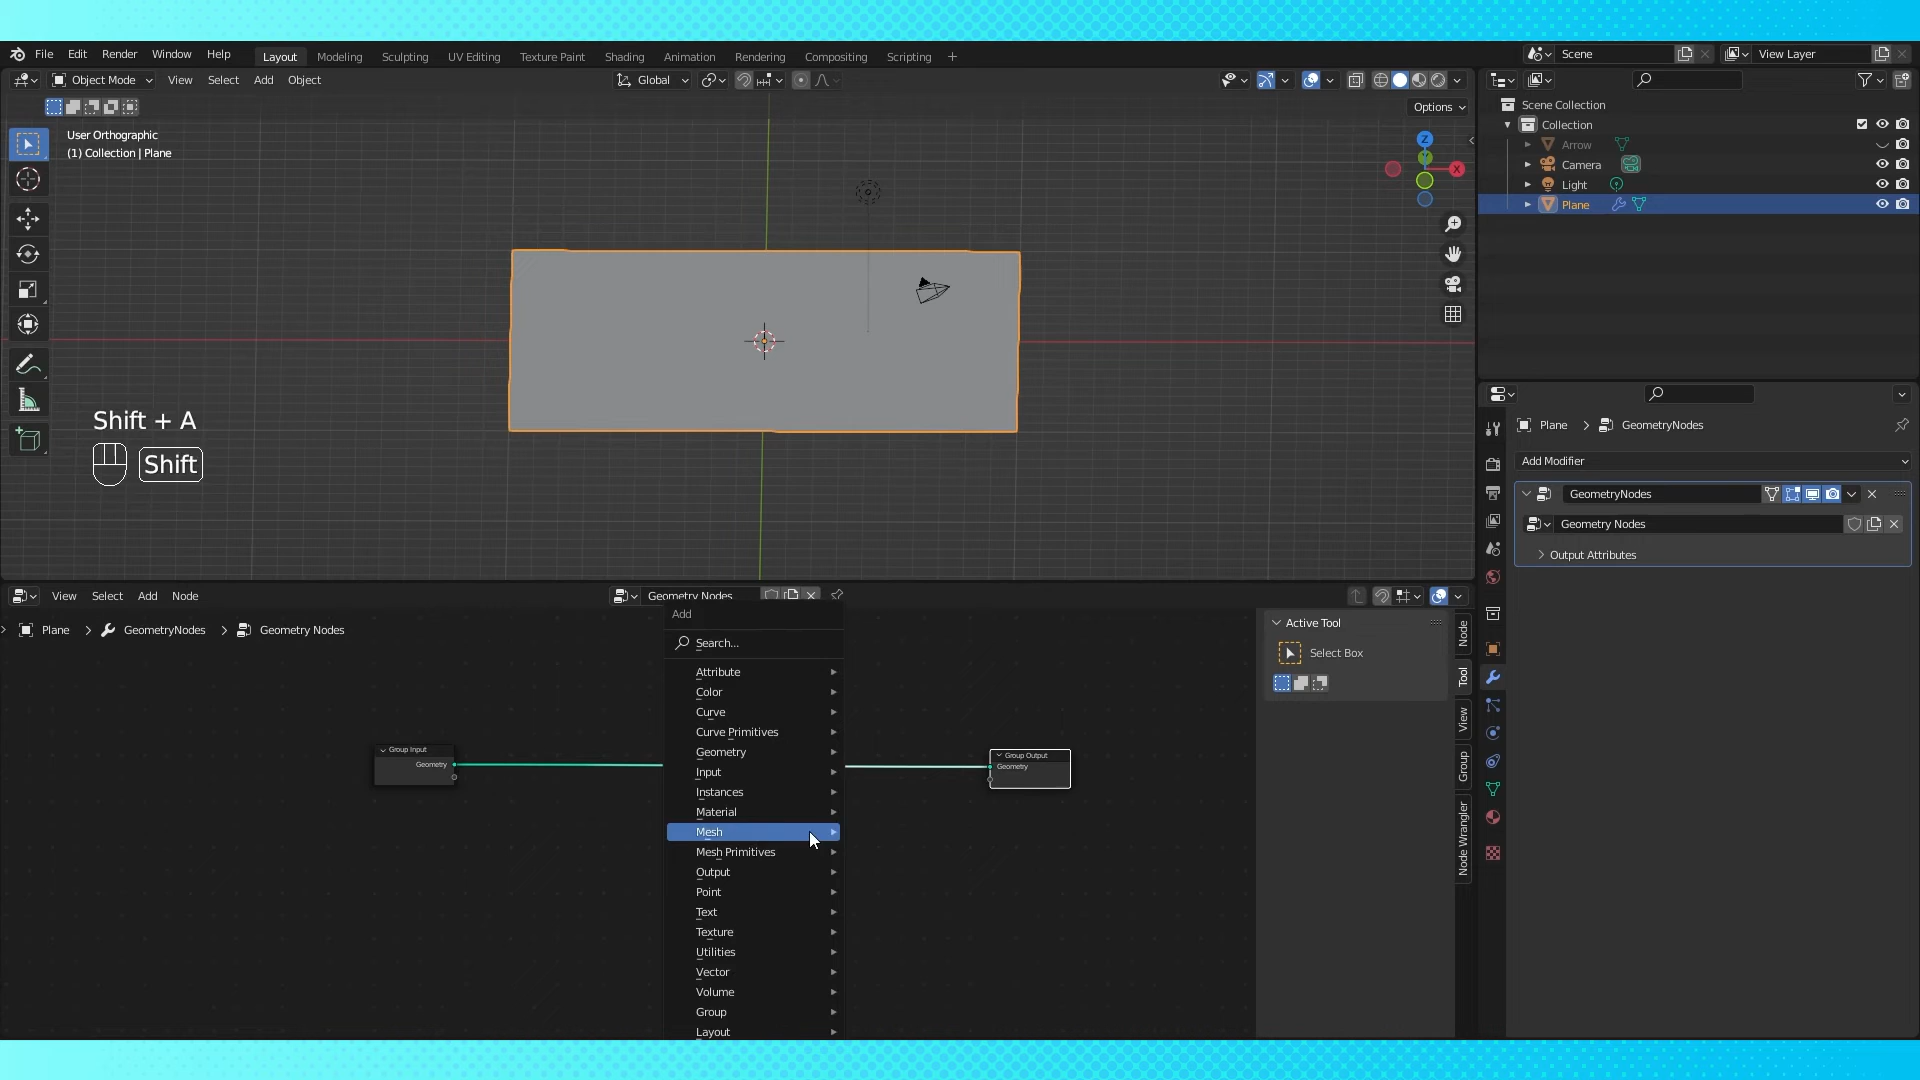 File Edit Render Window Help Layout Modeling Sculpting UV Editing Texture Paint Shading Animation Rendering Compositing Scripting +
Scene
View Layer
Object Mode View Select Add Object
Global
Options
User Orthographic
(1) Collection | Plane
Z
Y
X
Shift + A
Shift
Scene Collection
Collection
Arrow
Camera
Light
Plane
Plane > GeometryNodes
Add Modifier
GeometryNodes
Geometry Nodes
Output Attributes
View Select Add Node
Geometry Nodes
Plane > GeometryNodes > Geometry Nodes
Group Input
Geometry
Add
Search...
Attribute
Color
Curve
Curve Primitives
Geometry
Input
Instances
Material
Mesh
Mesh Primitives
Output
Point
Text
Texture
Utilities
Vector
Volume
Group
Layout
Group Output
Geometry
Active Tool
Select Box
Node
Tool
View
Group
Node Wrangler